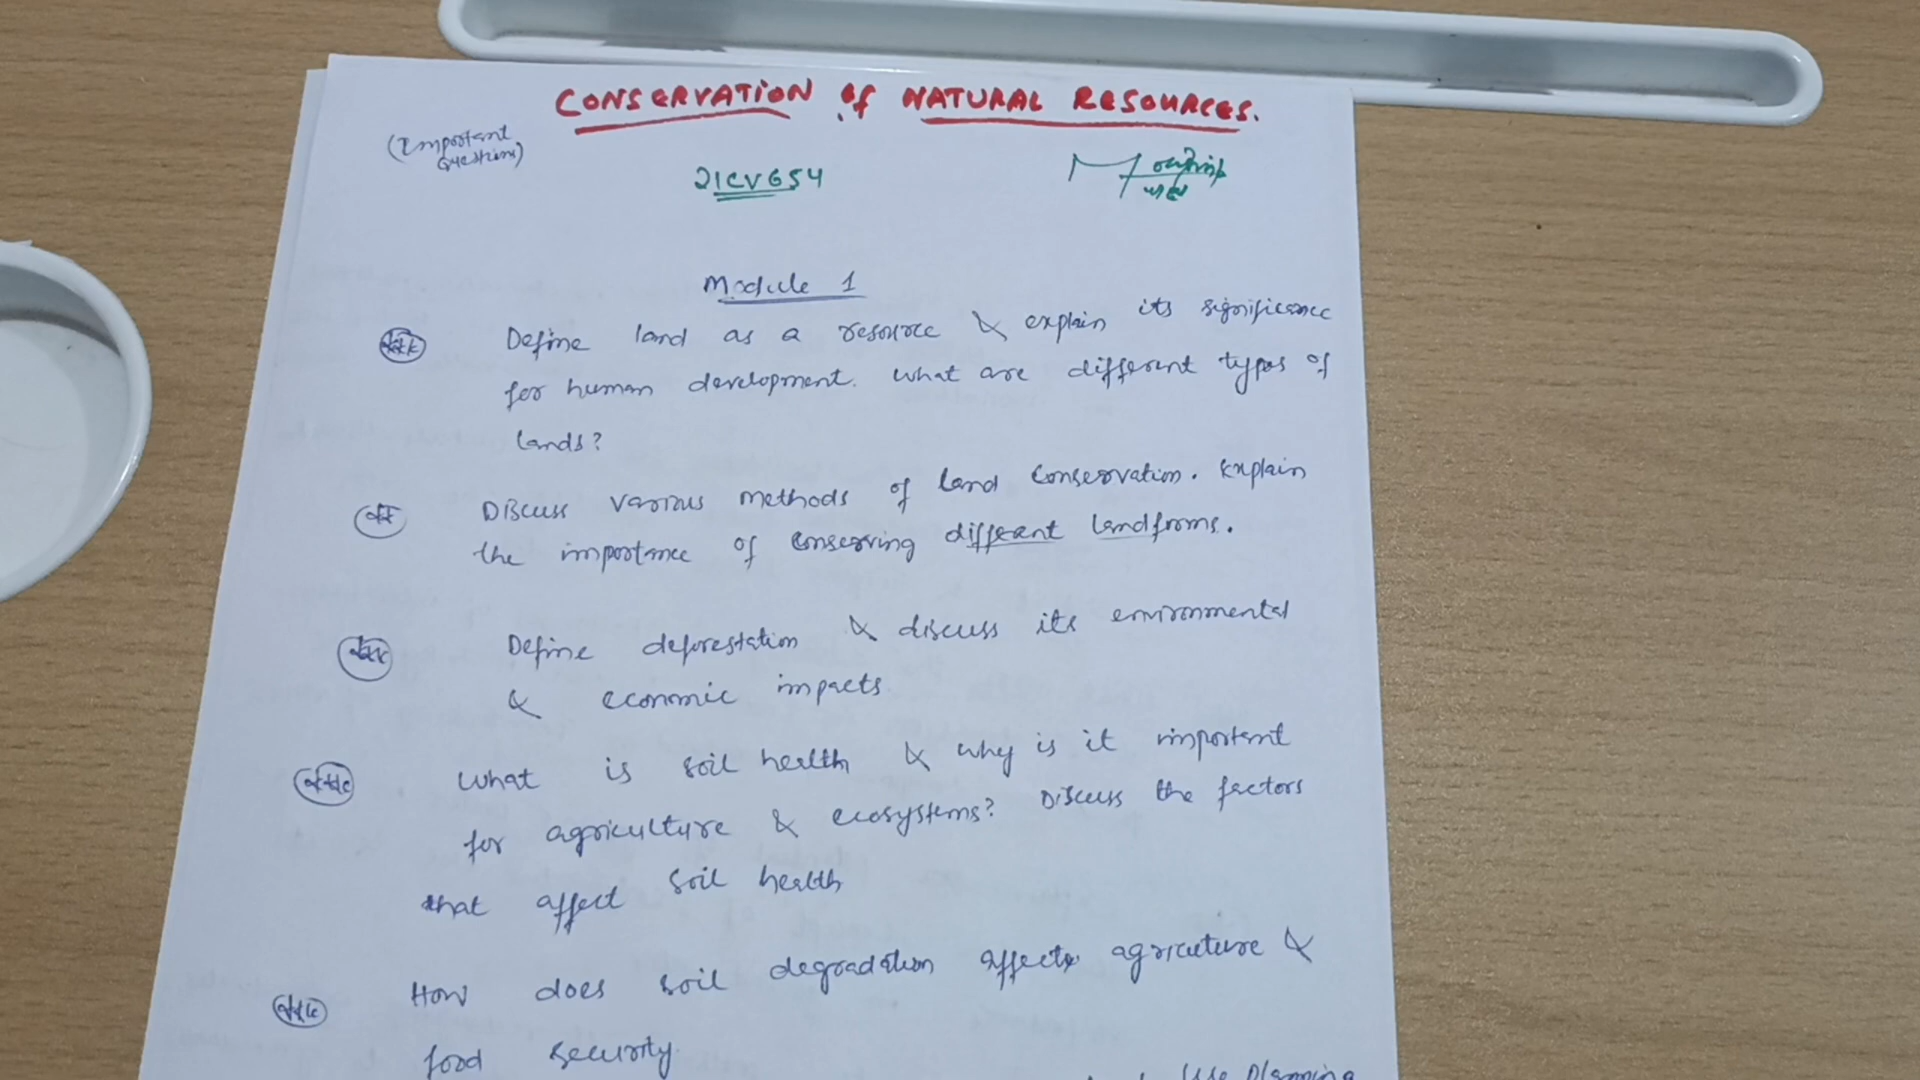 CONSERVATION of NATURAL RESOURCES.
(Important
Questions)
21CV654
Module 1
Define land as a resource & explain its significance
for human development. What are different types of
lands?
Discuss various methods of land conservation. Explain
the importance of conserving different landforms.
Define deforestation & discuss its environmental
& economic impacts.
What is soil health & why is it important
for agriculture & ecosystems? Discuss the factors
that affect soil health
How does soil degradation affects agriculture &
food security.
Use Planning